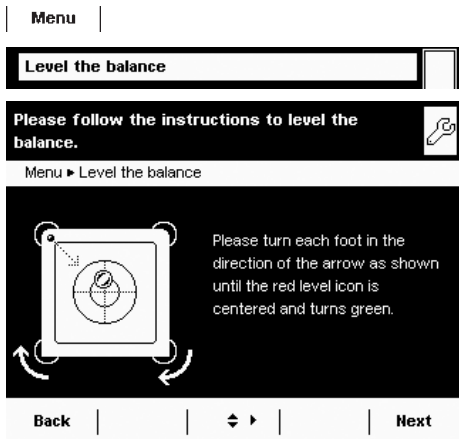 Menu
Level the balance
Please follow the instructions to level the
balance.
Menu ▸ Level the balance
Please turn each foot in the
direction of the arrow as shown
until the red level icon is
centered and turns green.
Back Next